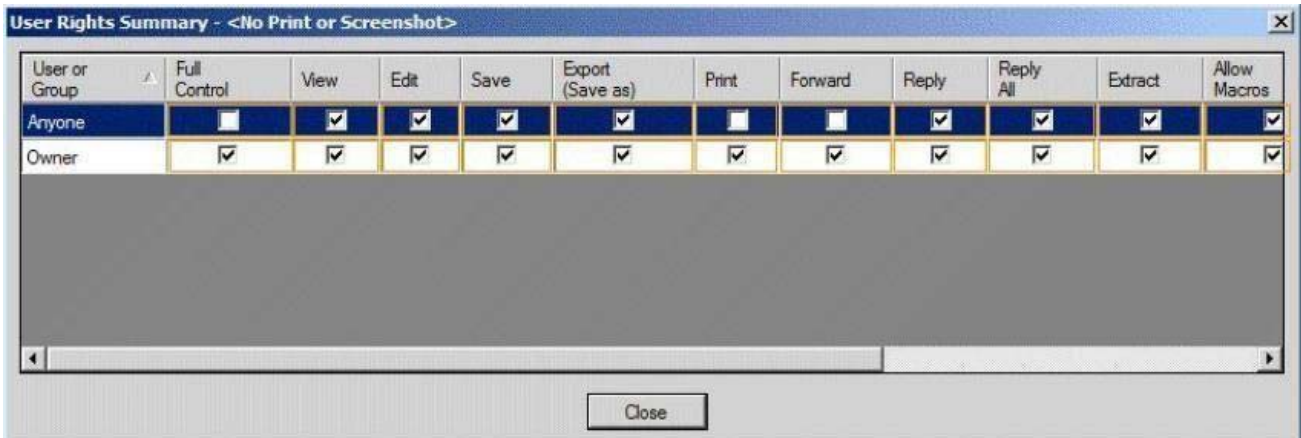 User Rights Summary - <No Print or Screenshot>
User or Group Full Control View Edit Save Export (Save as) Print Forward Reply Reply All Extract Allow Macros
Anyone
Owner
Close